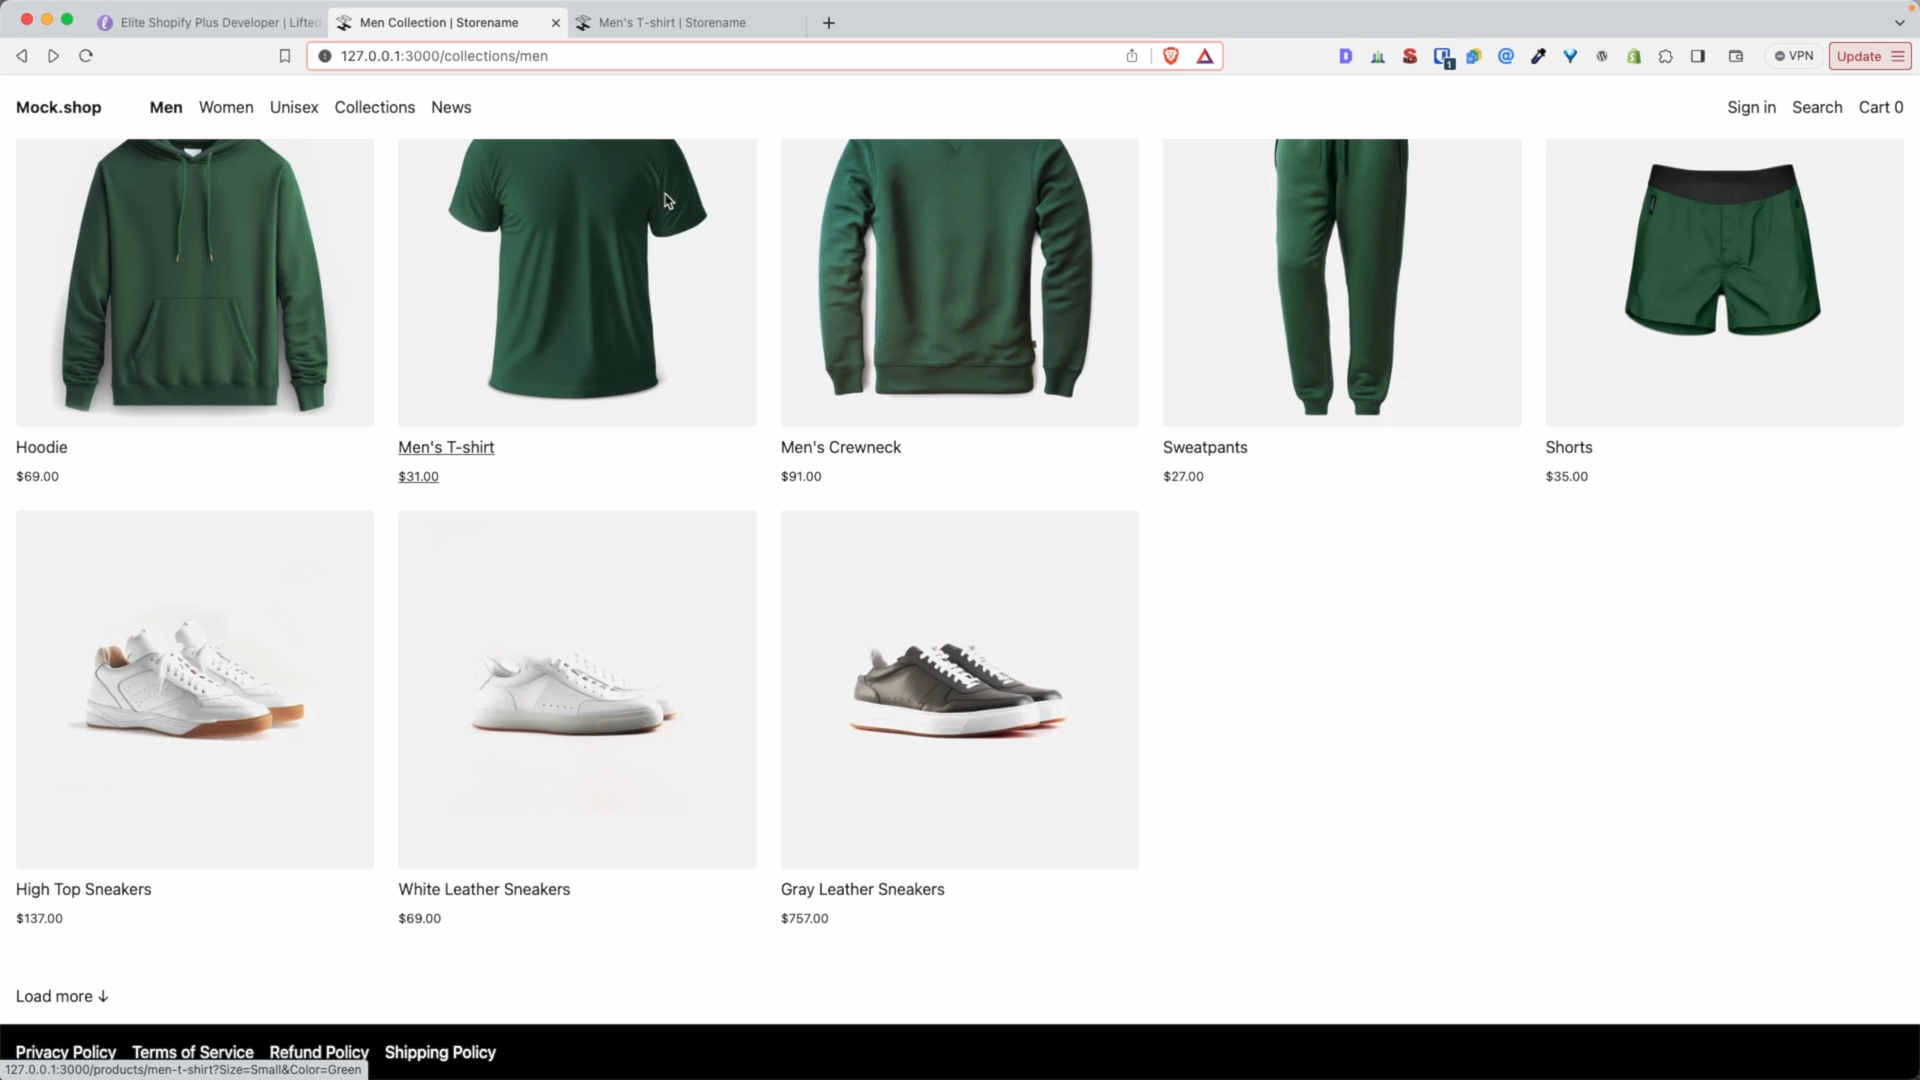 Elite Shopify Plus Developer | Lifted
Men Collection | Storename
Men's T-shirt | Storename
127.0.0.1:3000/collections/men
1
VPN
Update
Mock.shop
Men
Women
Unisex
Collections
News
Sign in
Search
Cart 0
Hoodie
$69.00
Men's T-shirt
$31.00
Men's Crewneck
$91.00
Sweatpants
$27.00
Shorts
$35.00
High Top Sneakers
$137.00
White Leather Sneakers
$69.00
Gray Leather Sneakers
$757.00
Load more ↓
Privacy Policy
Terms of Service
Refund Policy
Shipping Policy
127.0.0.1:3000/products/men-t-shirt?Size=Small&Color=Green